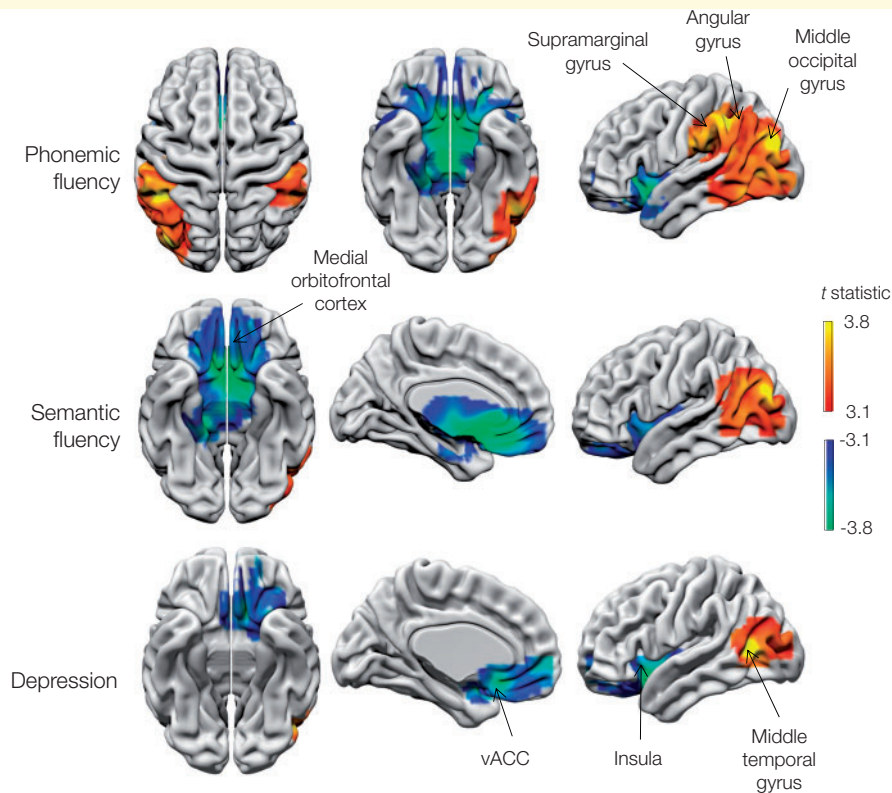 Supramarginal
gyrus
Angular
gyrus
Middle
occipital
gyrus
Phonemic
fluency
Medial
orbitofrontal
cortex
t statistic
3.8
3.1
-3.1
-3.8
Semantic
fluency
Depression
vACC
Insula
Middle
temporal
gyrus